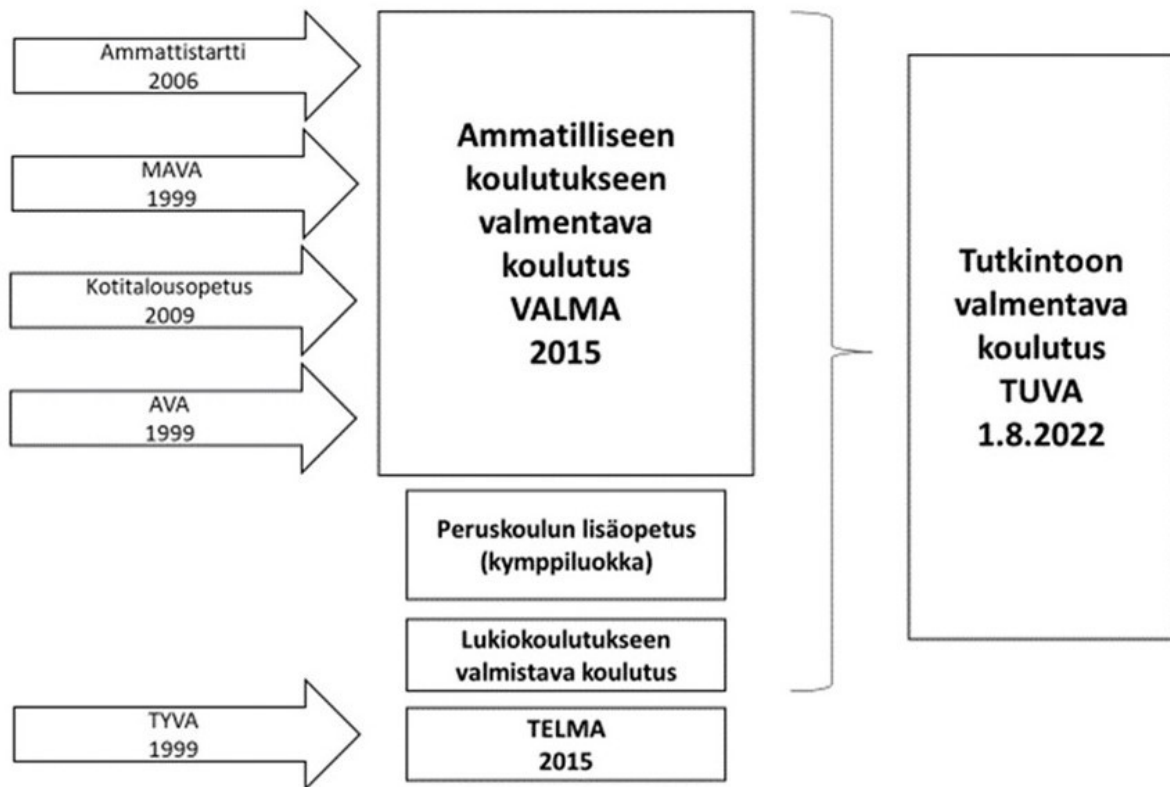 Ammattistartti
2006
MAVA
1999
Kotitalousopetus
2009
AVA
1999
TYVA
1999
Ammatilliseen
koulutukseen
valmentava
koulutus
VALMA
2015
Peruskoulun lisäopetus
(kymppiluokka)
Lukiokoulutukseen
valmistava koulutus
TELMA
2015
Tutkintoon
valmentava
koulutus
TUVA
1.8.2022